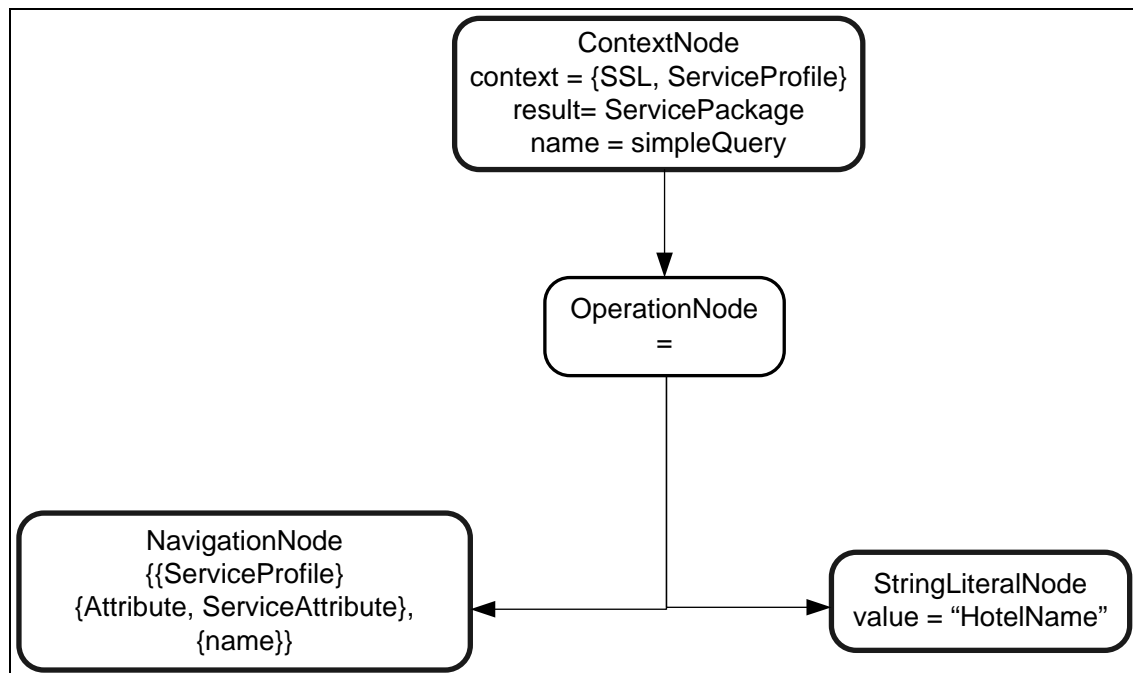 ContextNode
context = {SSL, ServiceProfile}
result= ServicePackage
name = simpleQuery
OperationNode
=
NavigationNode
{{ServiceProfile}
{Attribute, ServiceAttribute},
{name}}
StringLiteralNode
value = “HotelName”